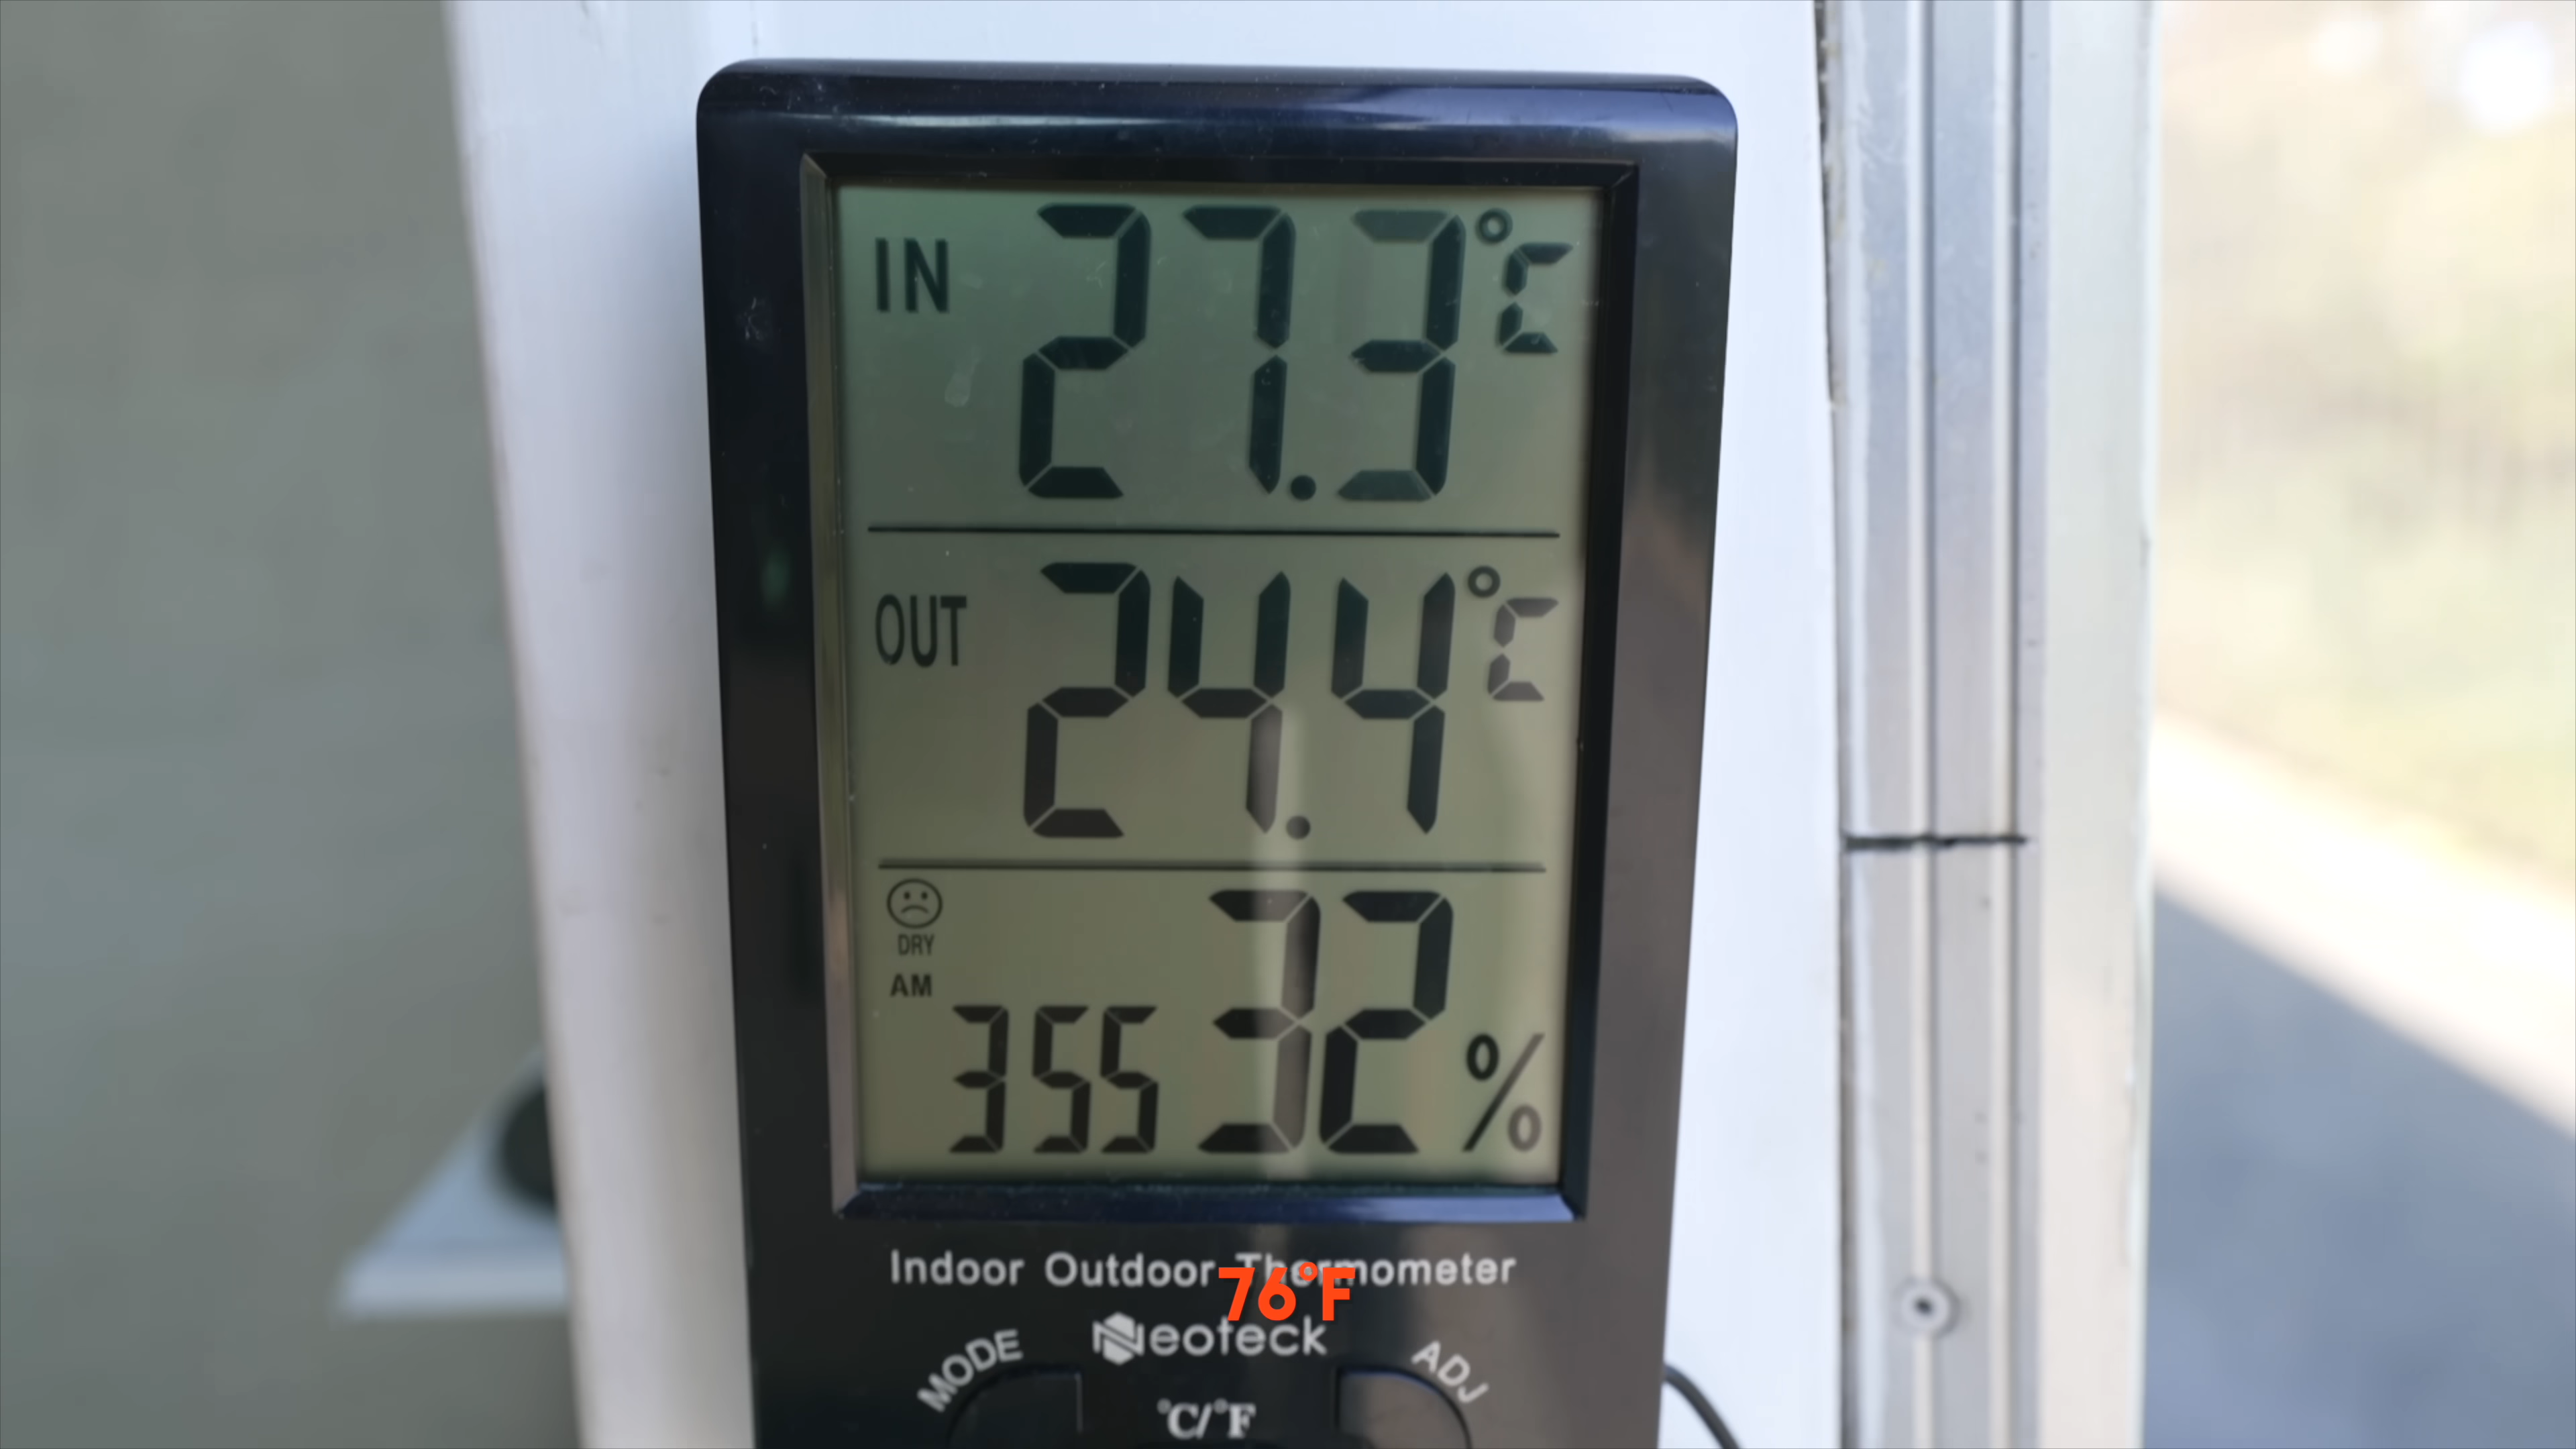 IN 27.3 °C
OUT 24.4 °C
DRY
AM
355 32 %
Indoor Outdoor Thermometer
76°F
Neoteck
MODE ADJ
°C/°F